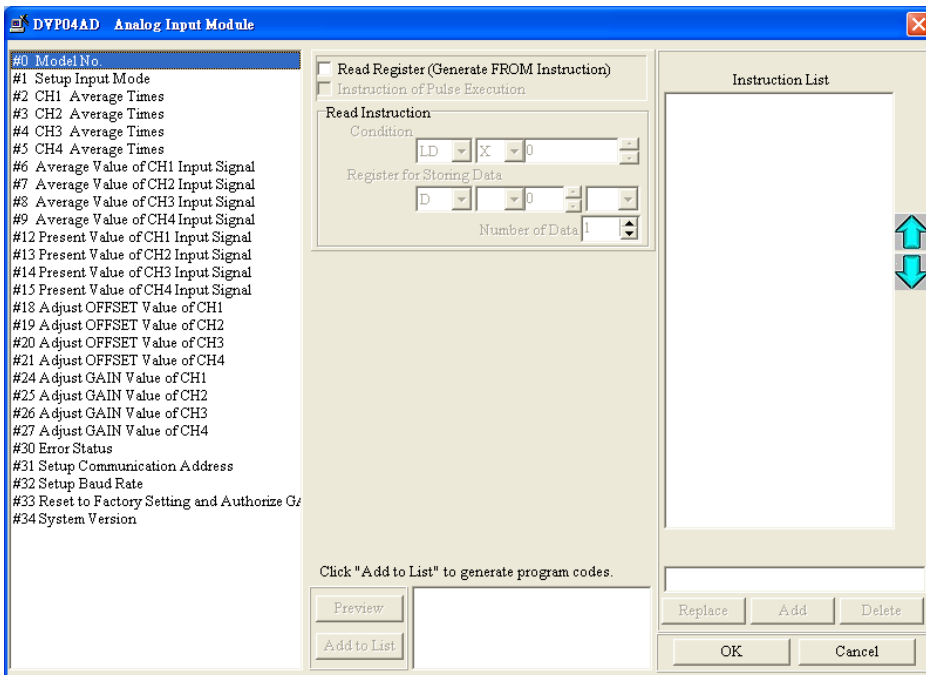 DVP04AD Analog Input Module
#0 Model No.
#1 Setup Input Mode
#2 CH1 Average Times
#3 CH2 Average Times
#4 CH3 Average Times
#5 CH4 Average Times
#6 Average Value of CH1 Input Signal
#7 Average Value of CH2 Input Signal
#8 Average Value of CH3 Input Signal
#9 Average Value of CH4 Input Signal
#12 Present Value of CH1 Input Signal
#13 Present Value of CH2 Input Signal
#14 Present Value of CH3 Input Signal
#15 Present Value of CH4 Input Signal
#18 Adjust OFFSET Value of CH1
#19 Adjust OFFSET Value of CH2
#20 Adjust OFFSET Value of CH3
#21 Adjust OFFSET Value of CH4
#24 Adjust GAIN Value of CH1
#25 Adjust GAIN Value of CH2
#26 Adjust GAIN Value of CH3
#27 Adjust GAIN Value of CH4
#30 Error Status
#31 Setup Communication Address
#32 Setup Baud Rate
#33 Reset to Factory Setting and Authorize GA
#34 System Version
Read Register (Generate FROM Instruction)
Instruction of Pulse Execution
Read Instruction
Condition
LD X 0
Register for Storing Data
D 0
Number of Data 1
Click "Add to List" to generate program codes.
Preview
Add to List
Instruction List
Replace Add Delete
OK Cancel